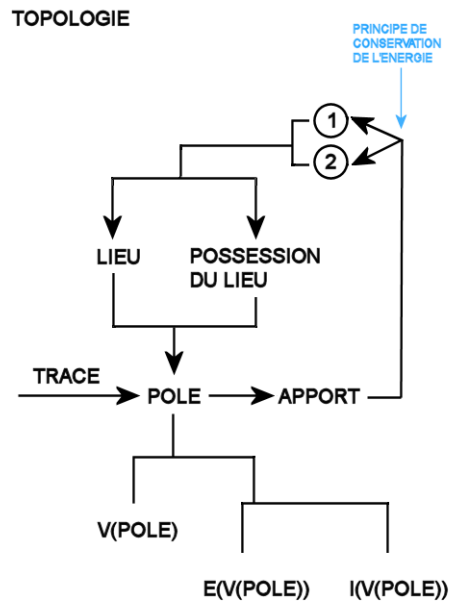 TOPOLOGIE
PRINCIPE DE
CONSERVATION
DE L'ENERGIE
1
2
LIEU
POSSESSION
DU LIEU
TRACE
POLE
APPORT
V(POLE)
E(V(POLE))
I(V(POLE))